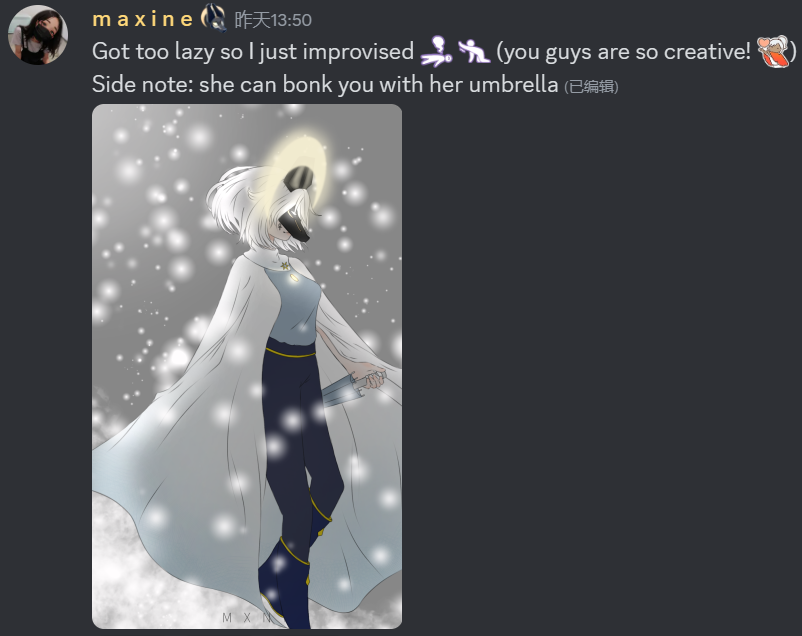 m a x i n e 昨天13:50
Got too lazy so I just improvised (you guys are so creative! )
Side note: she can bonk you with her umbrella (已编辑)
M X N